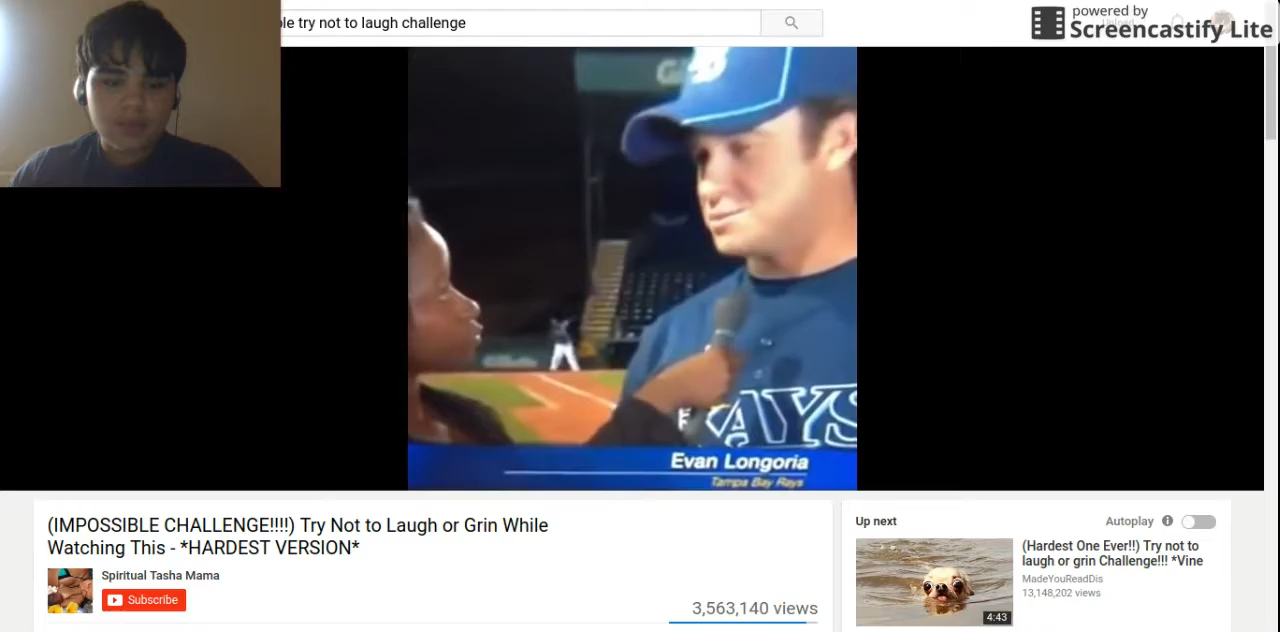 ble try not to laugh challenge
powered by
Screencastify Lite
RAYS
Evan Longoria
Tampa Bay Rays
(IMPOSSIBLE CHALLENGE!!!!) Try Not to Laugh or Grin While
Watching This - *HARDEST VERSION*
Spiritual Tasha Mama
Subscribe
3,563,140 views
Up next
Autoplay
(Hardest One Ever!!) Try not to
laugh or grin Challenge!!! *Vine
MadeYouReadDis
13,148,202 views
4:43